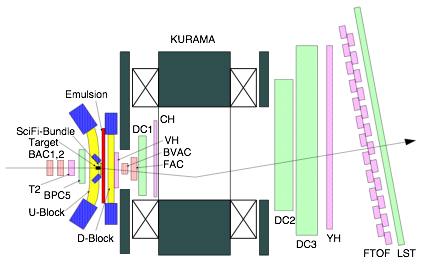 KURAMA
Emulsion
SciFi-Bundle
Target
BAC1,2
T2
BPC5
U-Block
D-Block
CH
DC1
VH
BVAC
FAC
DC2
DC3
YH
FTOF
LST